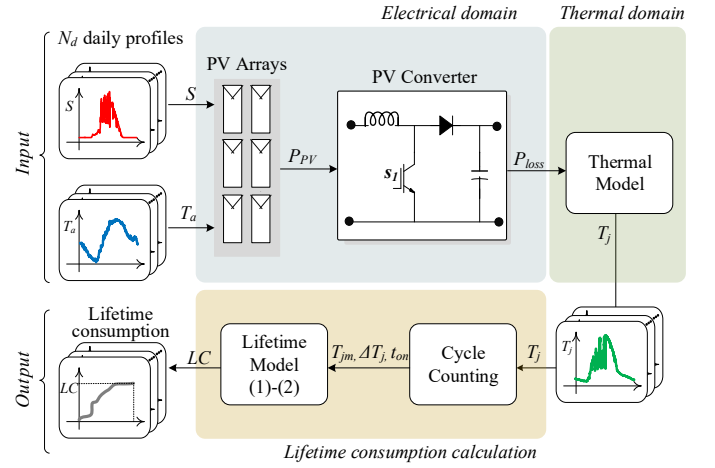 Electrical domain
Thermal domain
N_d daily profiles
PV Arrays
PV Converter
Input
S
S
P_PV
s_1
P_loss
Thermal
Model
T_a
T_a
T_j
Output
Lifetime
consumption
LC
LC
Lifetime
Model
(1)-(2)
T_jm, ΔT_j, t_on
Cycle
Counting
T_j
T_j
Lifetime consumption calculation